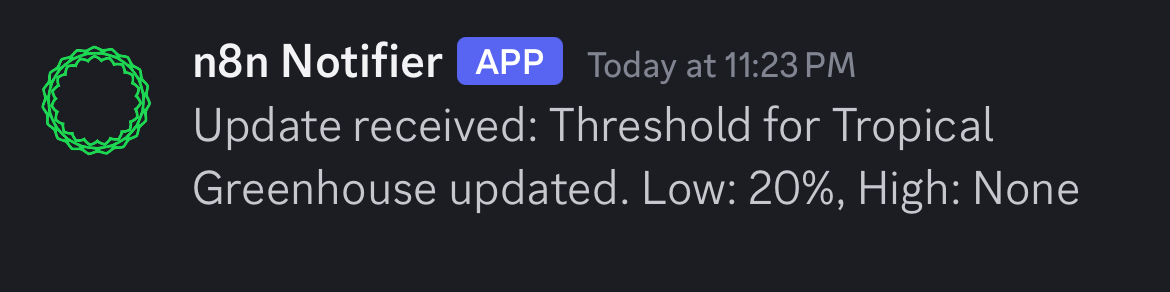 n8n Notifier APP Today at 11:23 PM
Update received: Threshold for Tropical
Greenhouse updated. Low: 20%, High: None